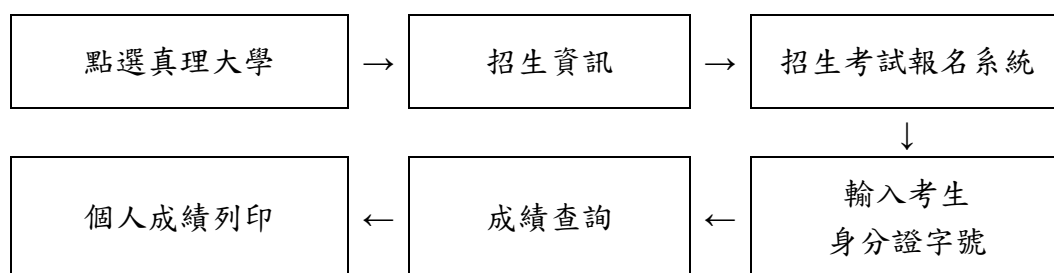 點選真理大學 → 招生資訊 → 招生考試報名系統
↓
個人成績列印 ← 成績查詢 ← 輸入考生
身分證字號